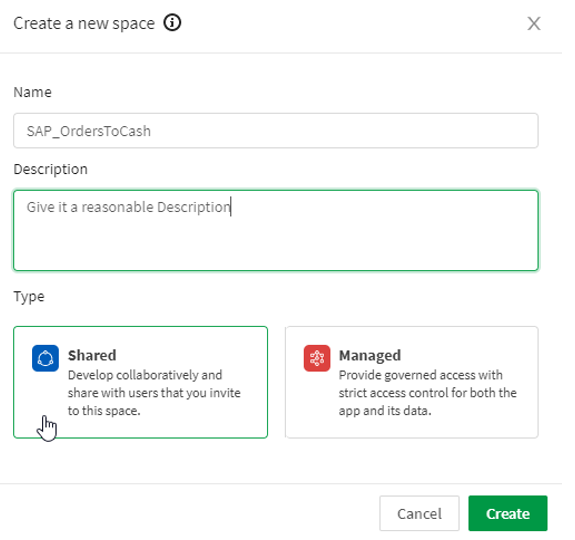 Create a new space
Name
SAP_OrdersToCash
Description
Give it a reasonable Description
Type
Shared
Develop collaboratively and
share with users that you invite
to this space.
Managed
Provide governed access with
strict access control for both the
app and its data.
Cancel
Create